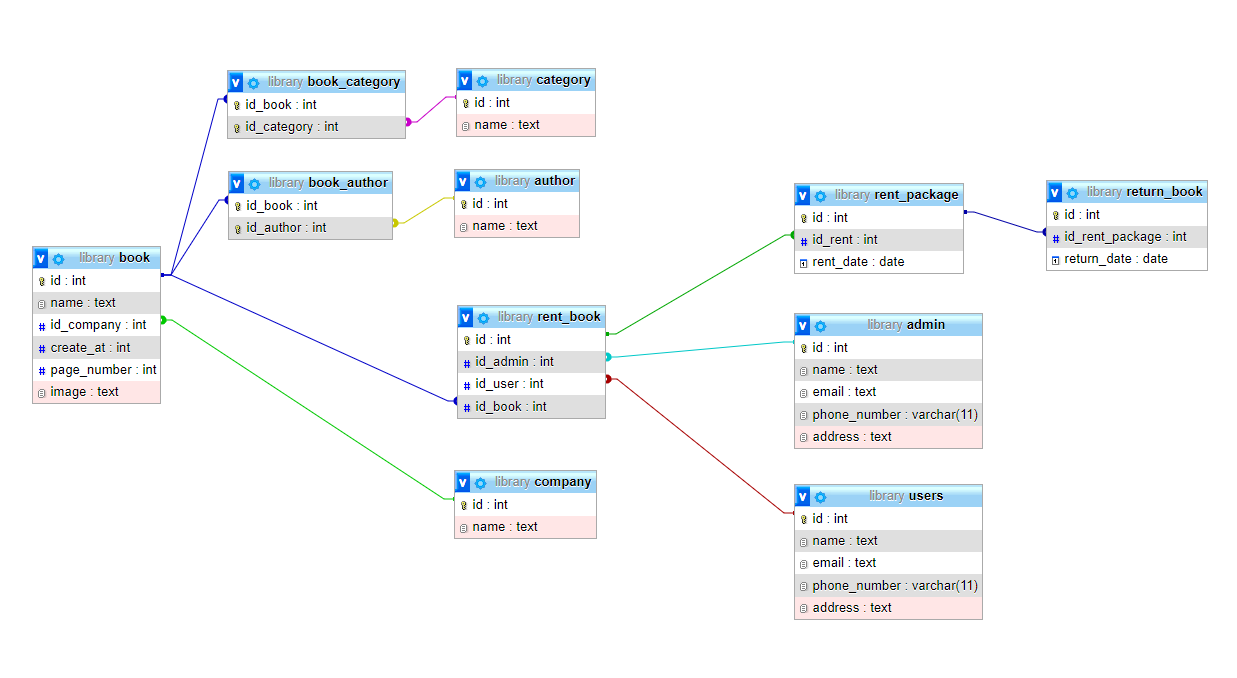 v library book_category
id_book : int
id_category : int
v library category
id : int
name : text
v library book_author
id_book : int
id_author : int
v library author
id : int
name : text
v library rent_package
id : int
# id_rent : int
rent_date : date
v library return_book
id : int
# id_rent_package : int
return_date : date
v library book
id : int
name : text
# id_company : int
# create_at : int
# page_number : int
image : text
v library rent_book
id : int
# id_admin : int
# id_user : int
# id_book : int
v library admin
id : int
name : text
email : text
phone_number : varchar(11)
address : text
v library company
id : int
name : text
v library users
id : int
name : text
email : text
phone_number : varchar(11)
address : text